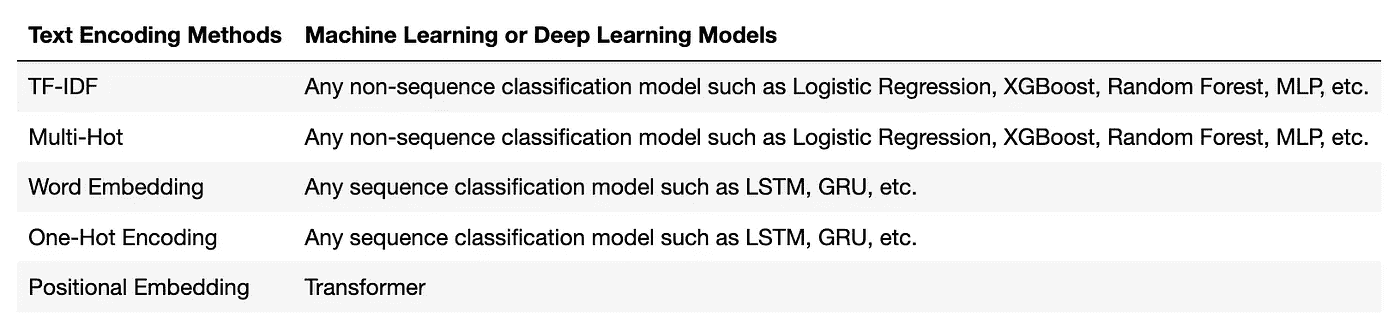 Text Encoding Methods Machine Learning or Deep Learning Models
TF-IDF Any non-sequence classification model such as Logistic Regression, XGBoost, Random Forest, MLP, etc.
Multi-Hot Any non-sequence classification model such as Logistic Regression, XGBoost, Random Forest, MLP, etc.
Word Embedding Any sequence classification model such as LSTM, GRU, etc.
One-Hot Encoding Any sequence classification model such as LSTM, GRU, etc.
Positional Embedding Transformer